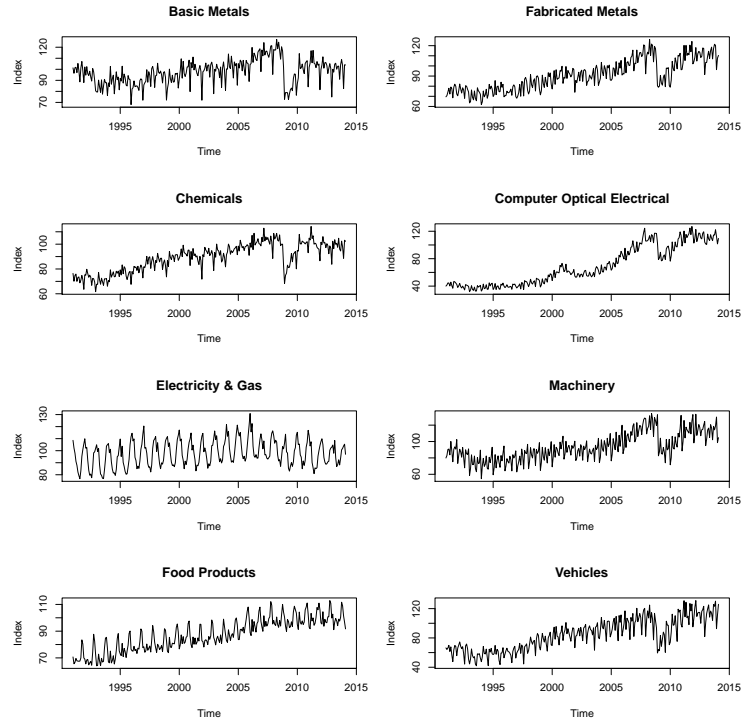 Basic Metals
Index
70 90 120
1995 2000 2005 2010 2015
Time
Fabricated Metals
Index
60 90 120
1995 2000 2005 2010 2015
Time
Chemicals
Index
60 80 100
1995 2000 2005 2010 2015
Time
Computer Optical Electrical
Index
40 80 120
1995 2000 2005 2010 2015
Time
Electricity & Gas
Index
80 100 130
1995 2000 2005 2010 2015
Time
Machinery
Index
60 100
1995 2000 2005 2010 2015
Time
Food Products
Index
70 90 110
1995 2000 2005 2010 2015
Time
Vehicles
Index
40 80 120
1995 2000 2005 2010 2015
Time